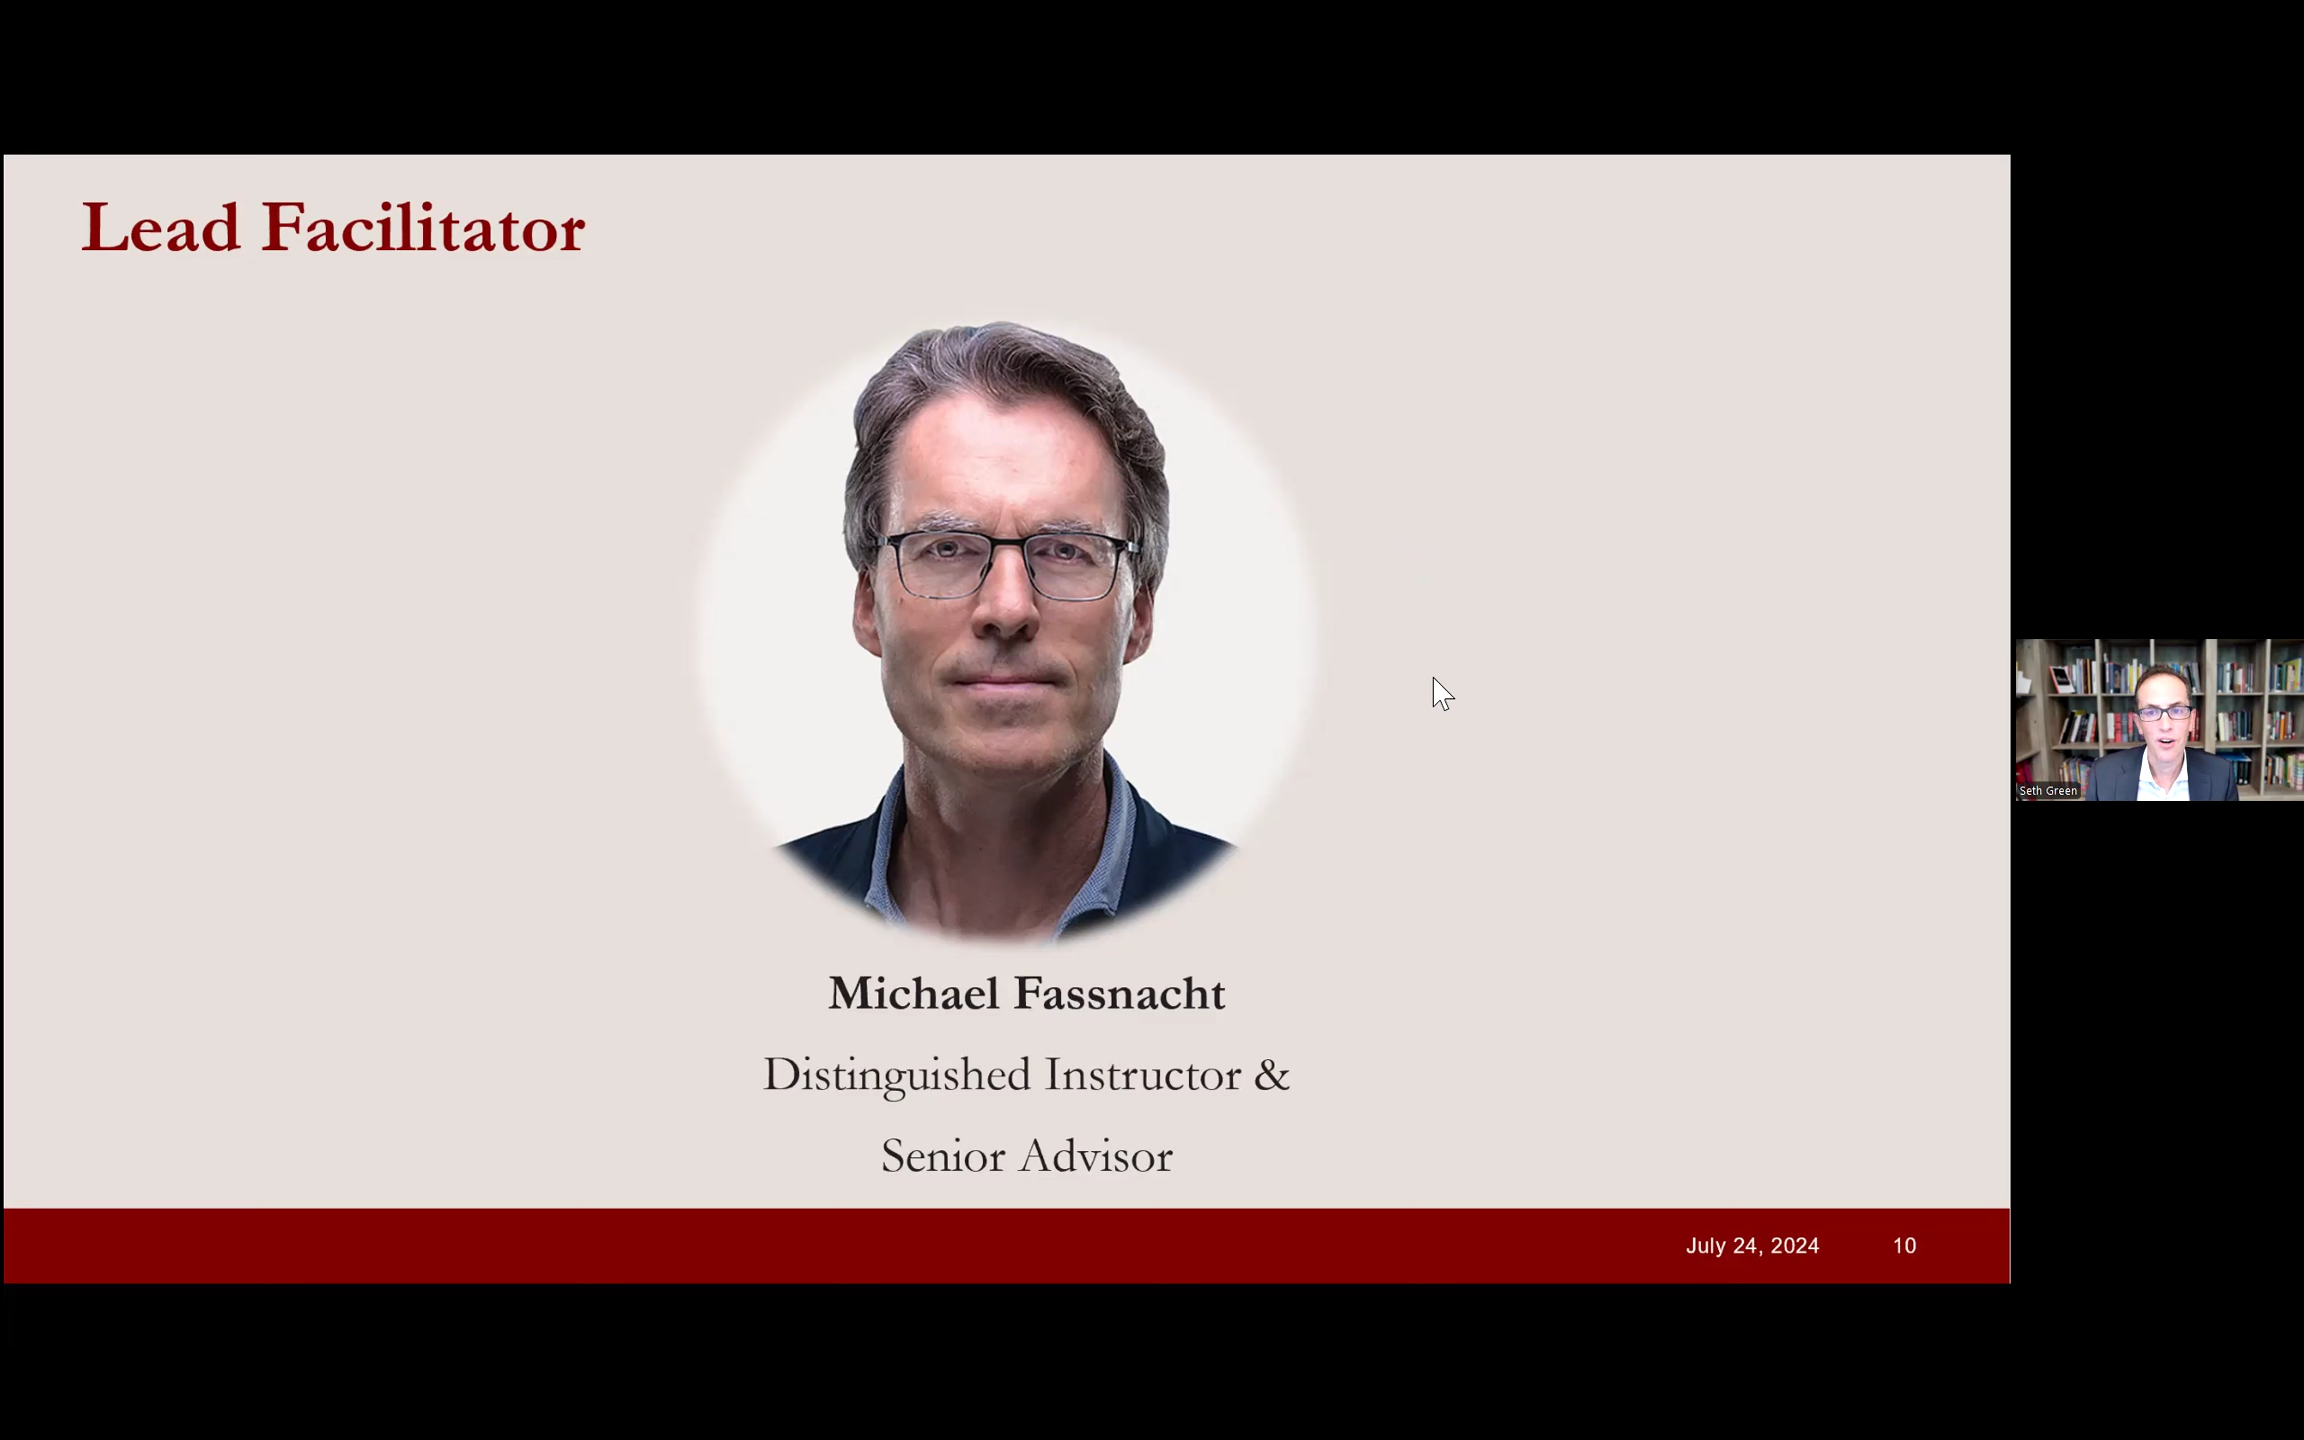 Lead Facilitator
Michael Fassnacht
Distinguished Instructor &
Senior Advisor
July 24, 2024 10
Seth Green